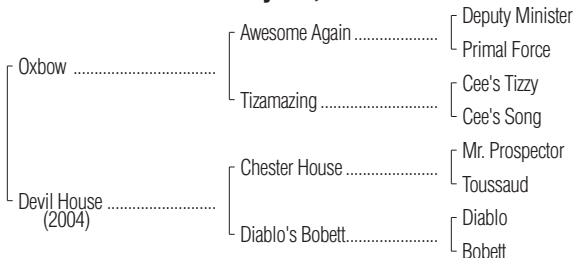 Deputy Minister
Awesome Again ....................
Primal Force
Oxbow ..................................
Cee's Tizzy
Tizamazing ............................
Cee's Song
Mr. Prospector
Chester House ......................
Toussaud
Devil House ..........................
(2004)
Diablo
Diablo's Bobett......................
Bobett